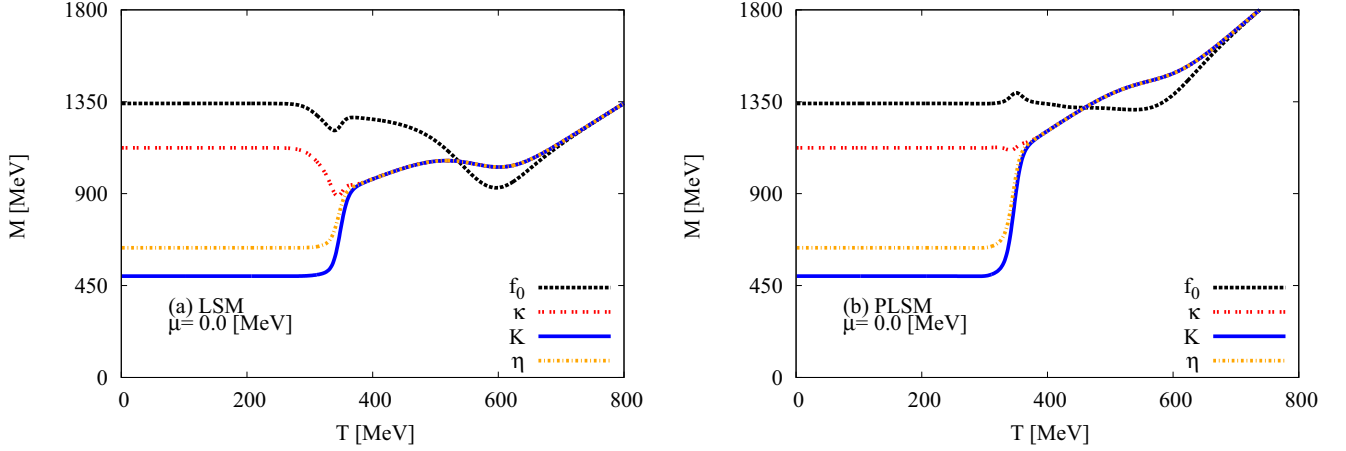 1800
1350
900
450
0
M [MeV]
(a) LSM
μ= 0.0 [MeV]
f0
κ
K
η
0 200 400 600 800
T [MeV]
1800
1350
900
450
0
M [MeV]
(b) PLSM
μ= 0.0 [MeV]
f0
κ
K
η
0 200 400 600 800
T [MeV]